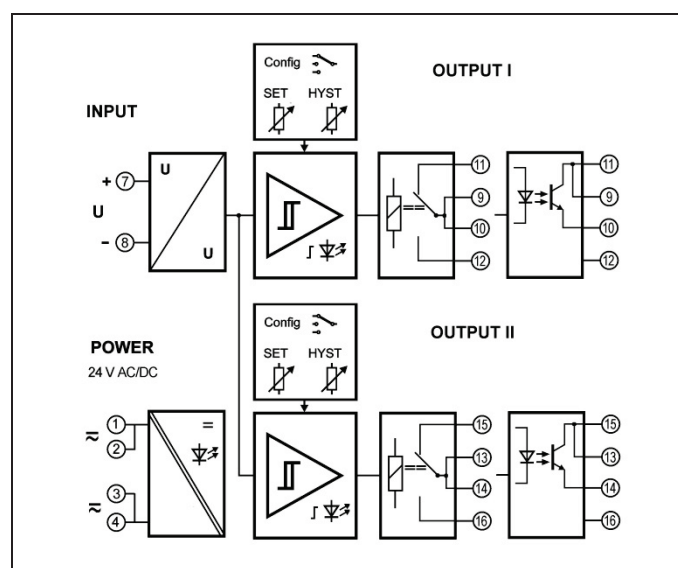 Config
SET HYST
OUTPUT I
INPUT
+ 7
U
- 8
U
U
11
9
10
12
11
9
10
12
Config
SET HYST
OUTPUT II
POWER
24 V AC/DC
1
2
3
4
=
15
13
14
16
15
13
14
16